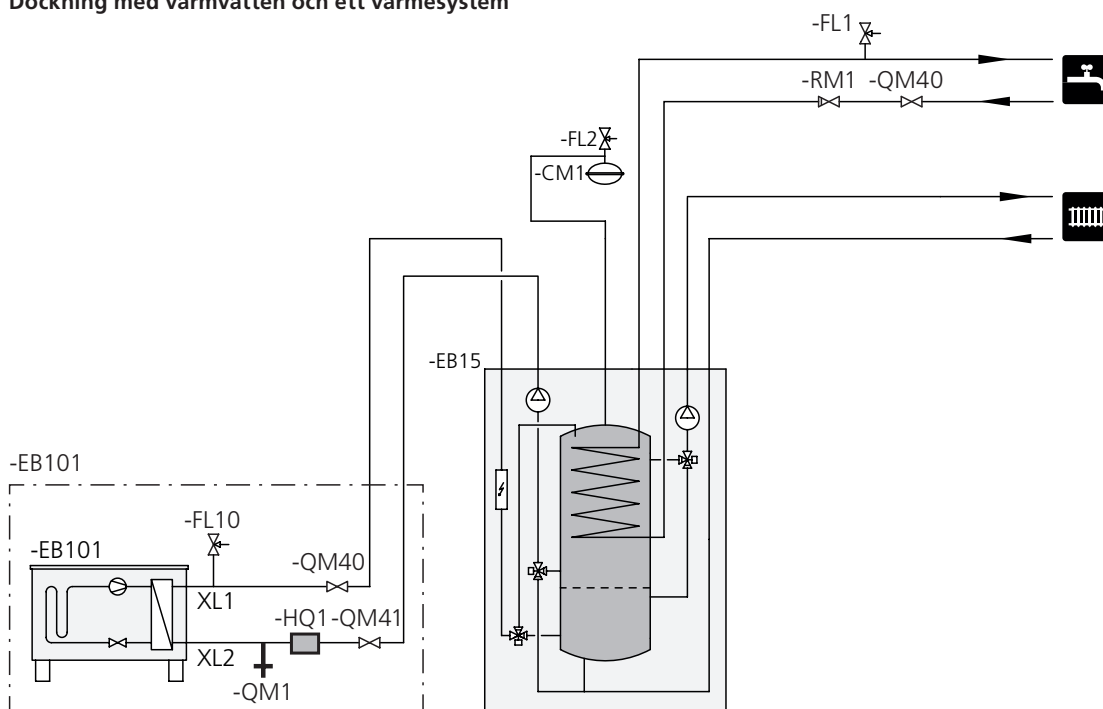 Dockning med varmvatten och ett värmesystem
-FL1
-RM1 -QM40
-FL2
-CM1
-EB15
-EB101
-FL10
-EB101
-QM40
XL1
-HQ1 -QM41
XL2
-QM1